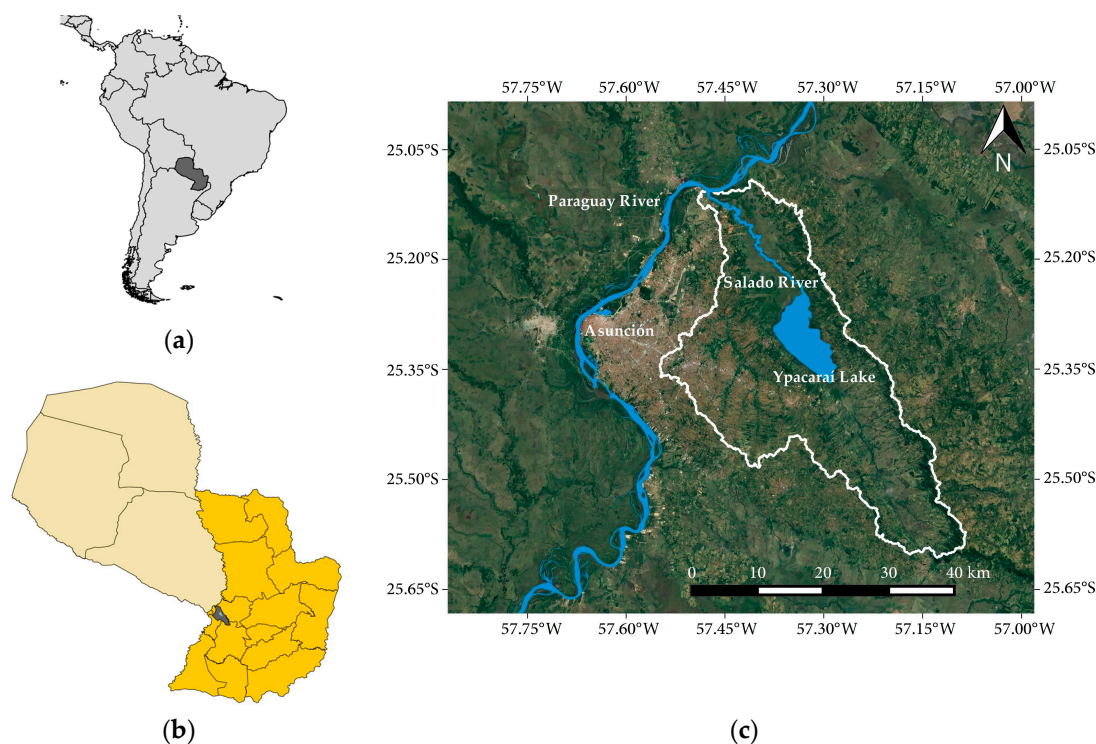 (a)
(b)
57.75°W 57.60°W 57.45°W 57.30°W 57.15°W 57.00°W
25.05°S 25.05°S
N
Paraguay River
25.20°S 25.20°S
Salado River
Asunción
25.35°S 25.35°S
Ypacaraí Lake
25.50°S 25.50°S
0 10 20 30 40 km
25.65°S 25.65°S
57.75°W 57.60°W 57.45°W 57.30°W 57.15°W 57.00°W
(c)